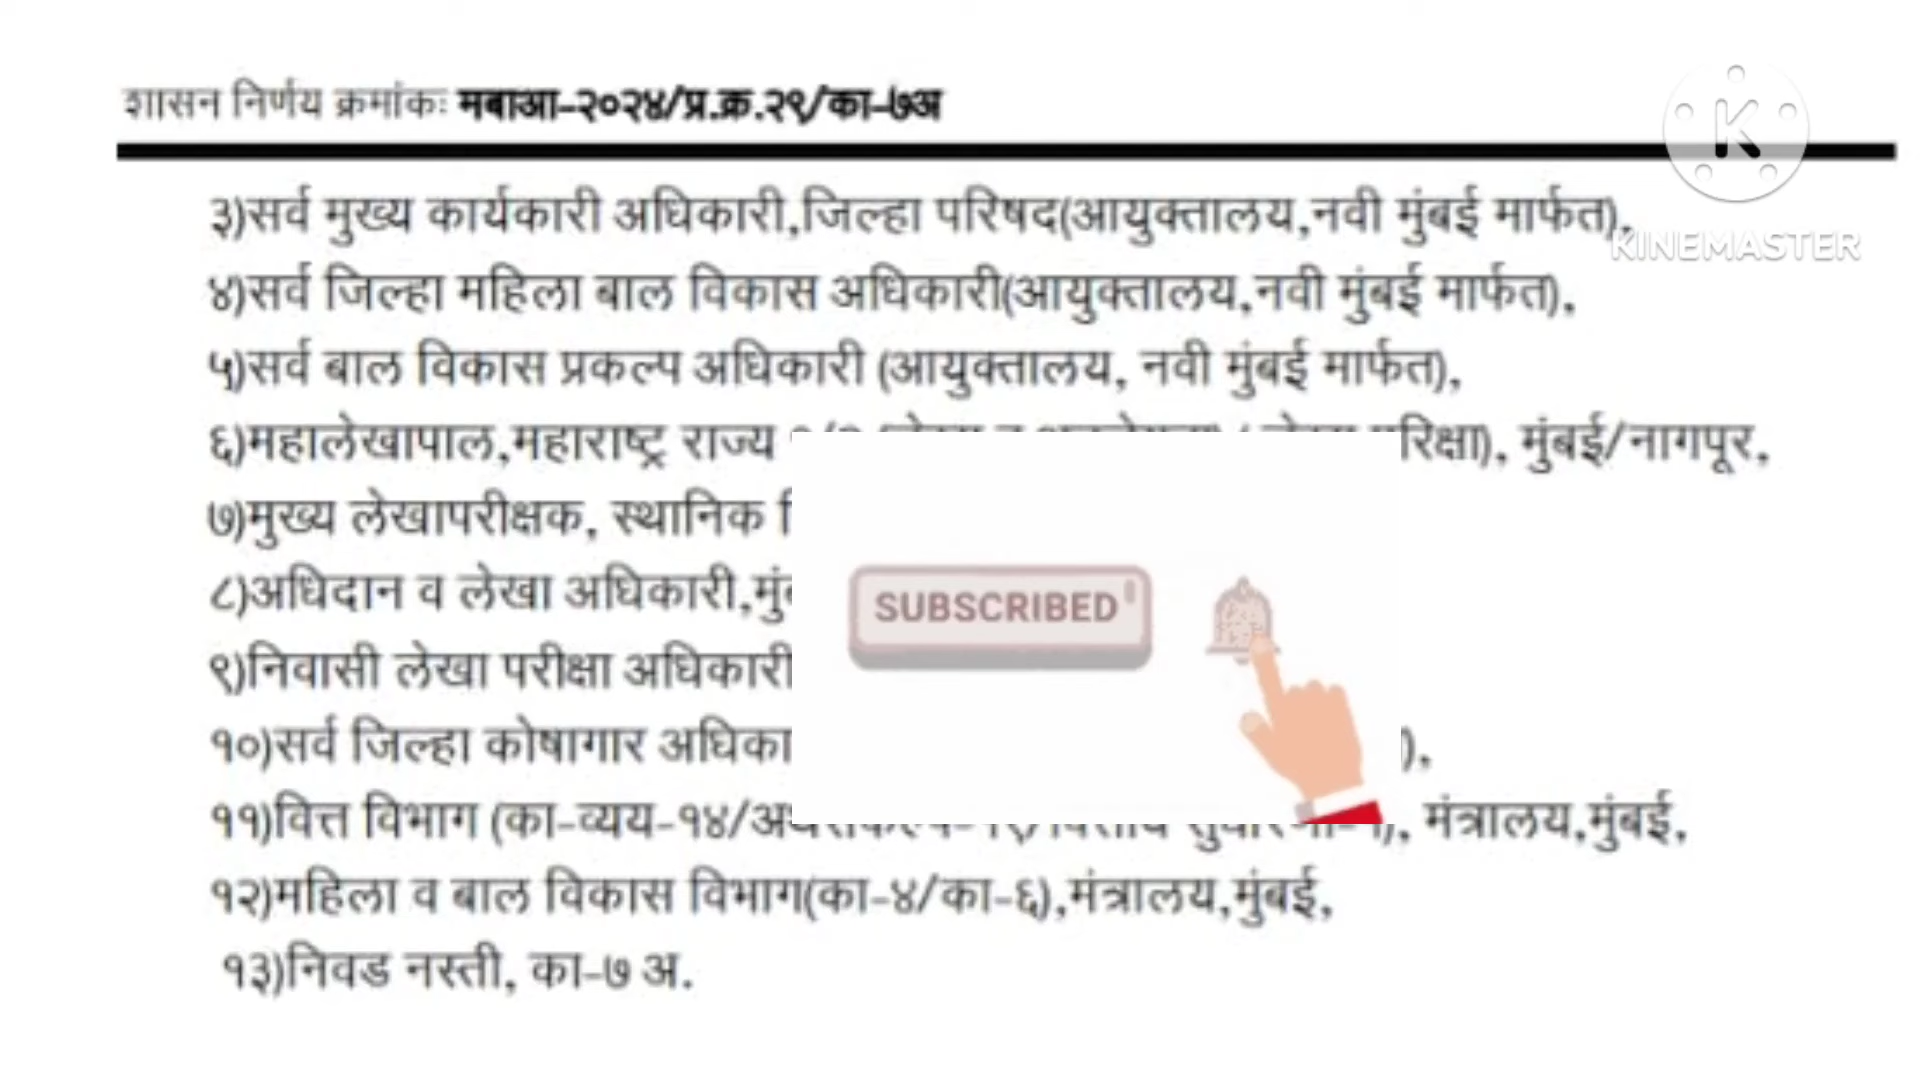 शासन निर्णय क्रमांकः मबाआ-२०२४/प्र.क्र.२९/का-७अ
KINEMASTER
३)सर्व मुख्य कार्यकारी अधिकारी,जिल्हा परिषद(आयुक्तालय,नवी मुंबई मार्फत),
४)सर्व जिल्हा महिला बाल विकास अधिकारी(आयुक्तालय,नवी मुंबई मार्फत),
५)सर्व बाल विकास प्रकल्प अधिकारी (आयुक्तालय, नवी मुंबई मार्फत),
६)महालेखापाल,महाराष्ट्र राज्य मुंबई/नागपूर,
७)मुख्य लेखापरीक्षक, स्थानिक
८)अधिदान व लेखा अधिकारी,
SUBSCRIBED
९)निवासी लेखा परीक्षा अधिकारी
१०)सर्व जिल्हा कोषागार
११)वित्त विभाग (का-व्यय-१४/ मंत्रालय,मुंबई,
१२)महिला व बाल विकास विभाग(का-४/का-६),मंत्रालय,मुंबई,
१३)निवड नस्ती, का-७ अ.